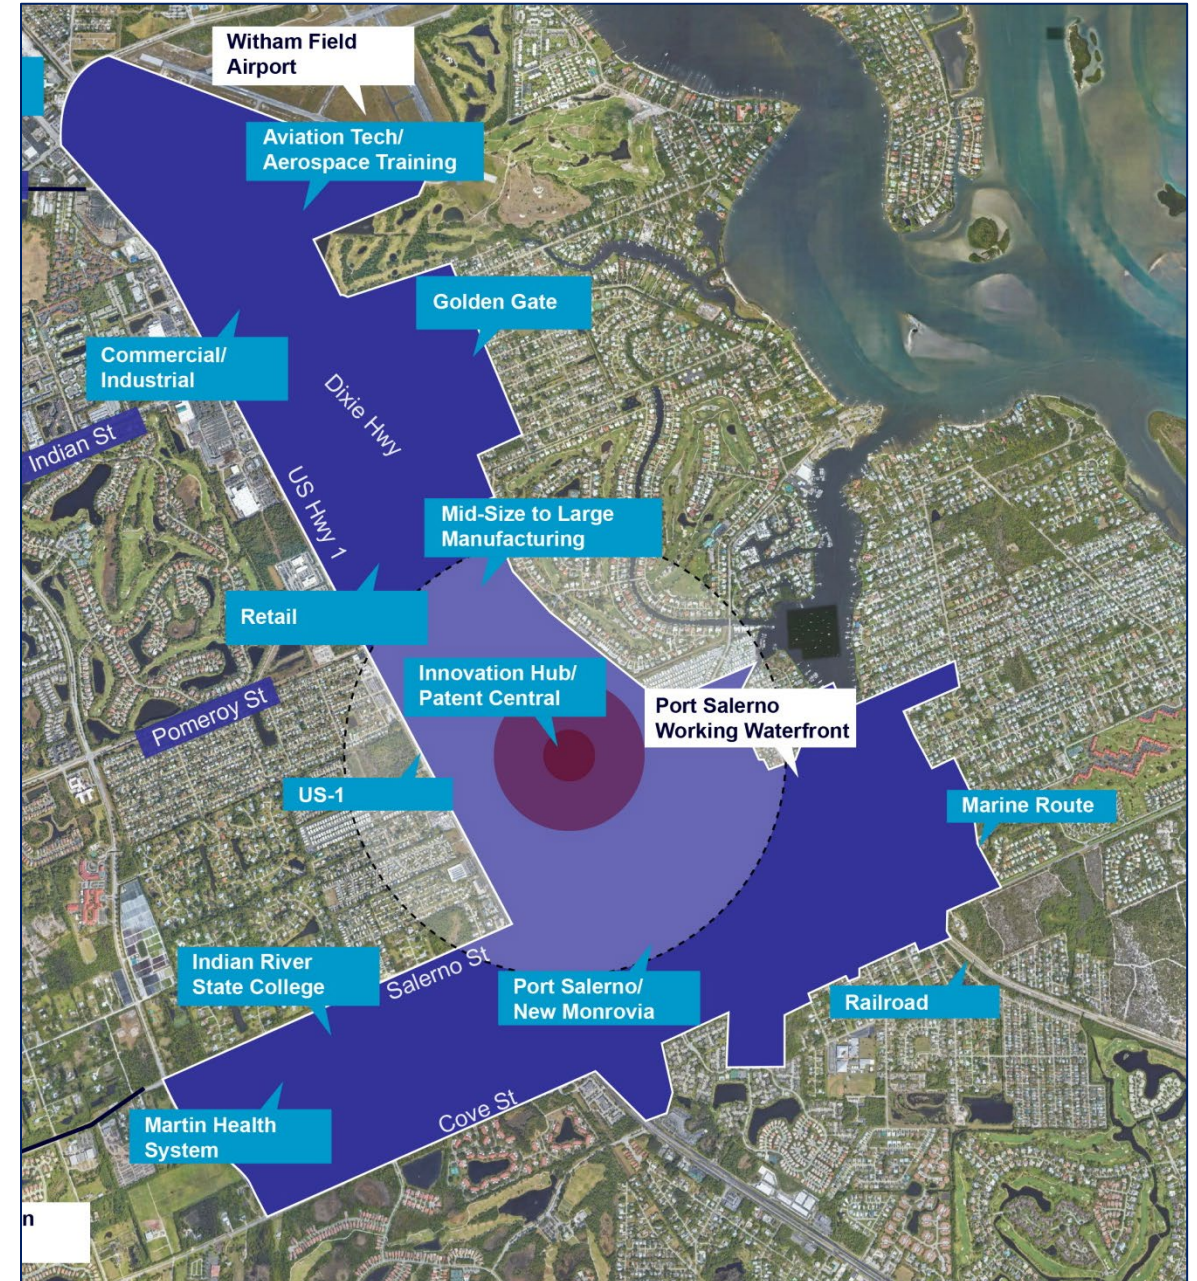 Witham Field
Airport
Aviation Tech/
Aerospace Training
Golden Gate
Commercial/
Industrial
Dixie Hwy
Indian St
US Hwy 1
Mid-Size to Large
Manufacturing
Retail
Innovation Hub/
Patent Central
Pomeroy St
Port Salerno
Working Waterfront
US-1
Marine Route
Indian River
State College
Salerno St
Port Salerno/
New Monrovia
Railroad
Cove St
Martin Health
System
n